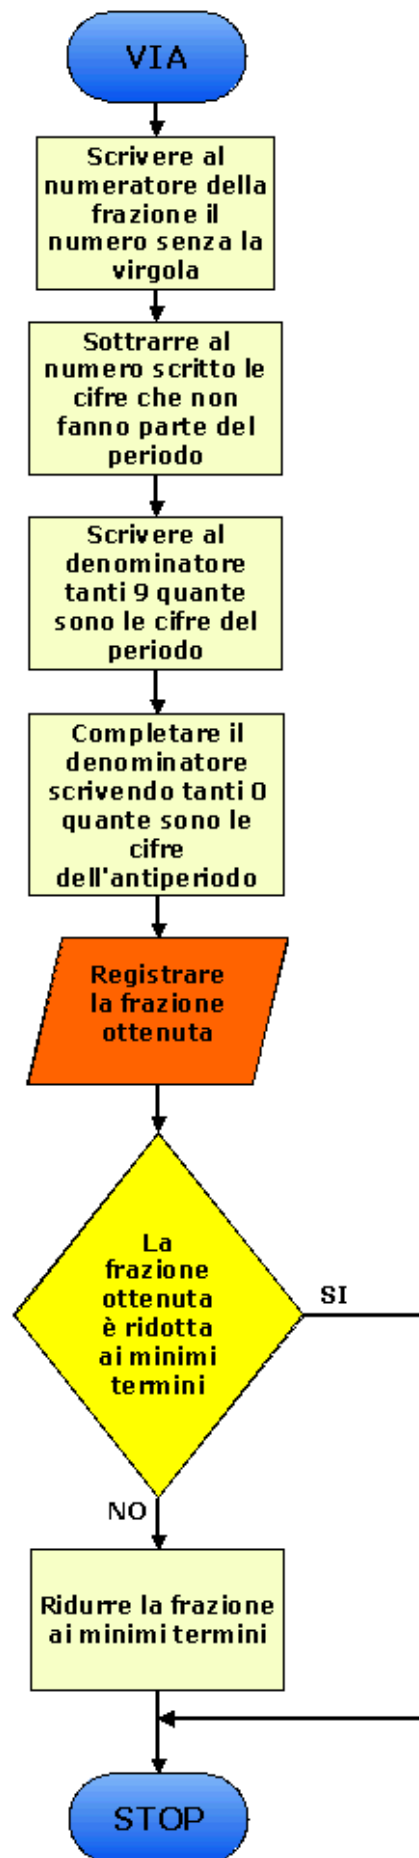 VIA
Scrivere al
numeratore della
frazione il
numero senza la
virgola
Sottrarre al
numero scritto le
cifre che non
fanno parte del
periodo
Scrivere al
denominatore
tanti 9 quante
sono le cifre del
periodo
Completare il
denominatore
scrivendo tanti 0
quante sono le
cifre
dell'antiperiodo
Registrare
la frazione
ottenuta
La
frazione
ottenuta
è ridotta
ai minimi
termini
SI
NO
Ridurre la frazione
ai minimi termini
STOP